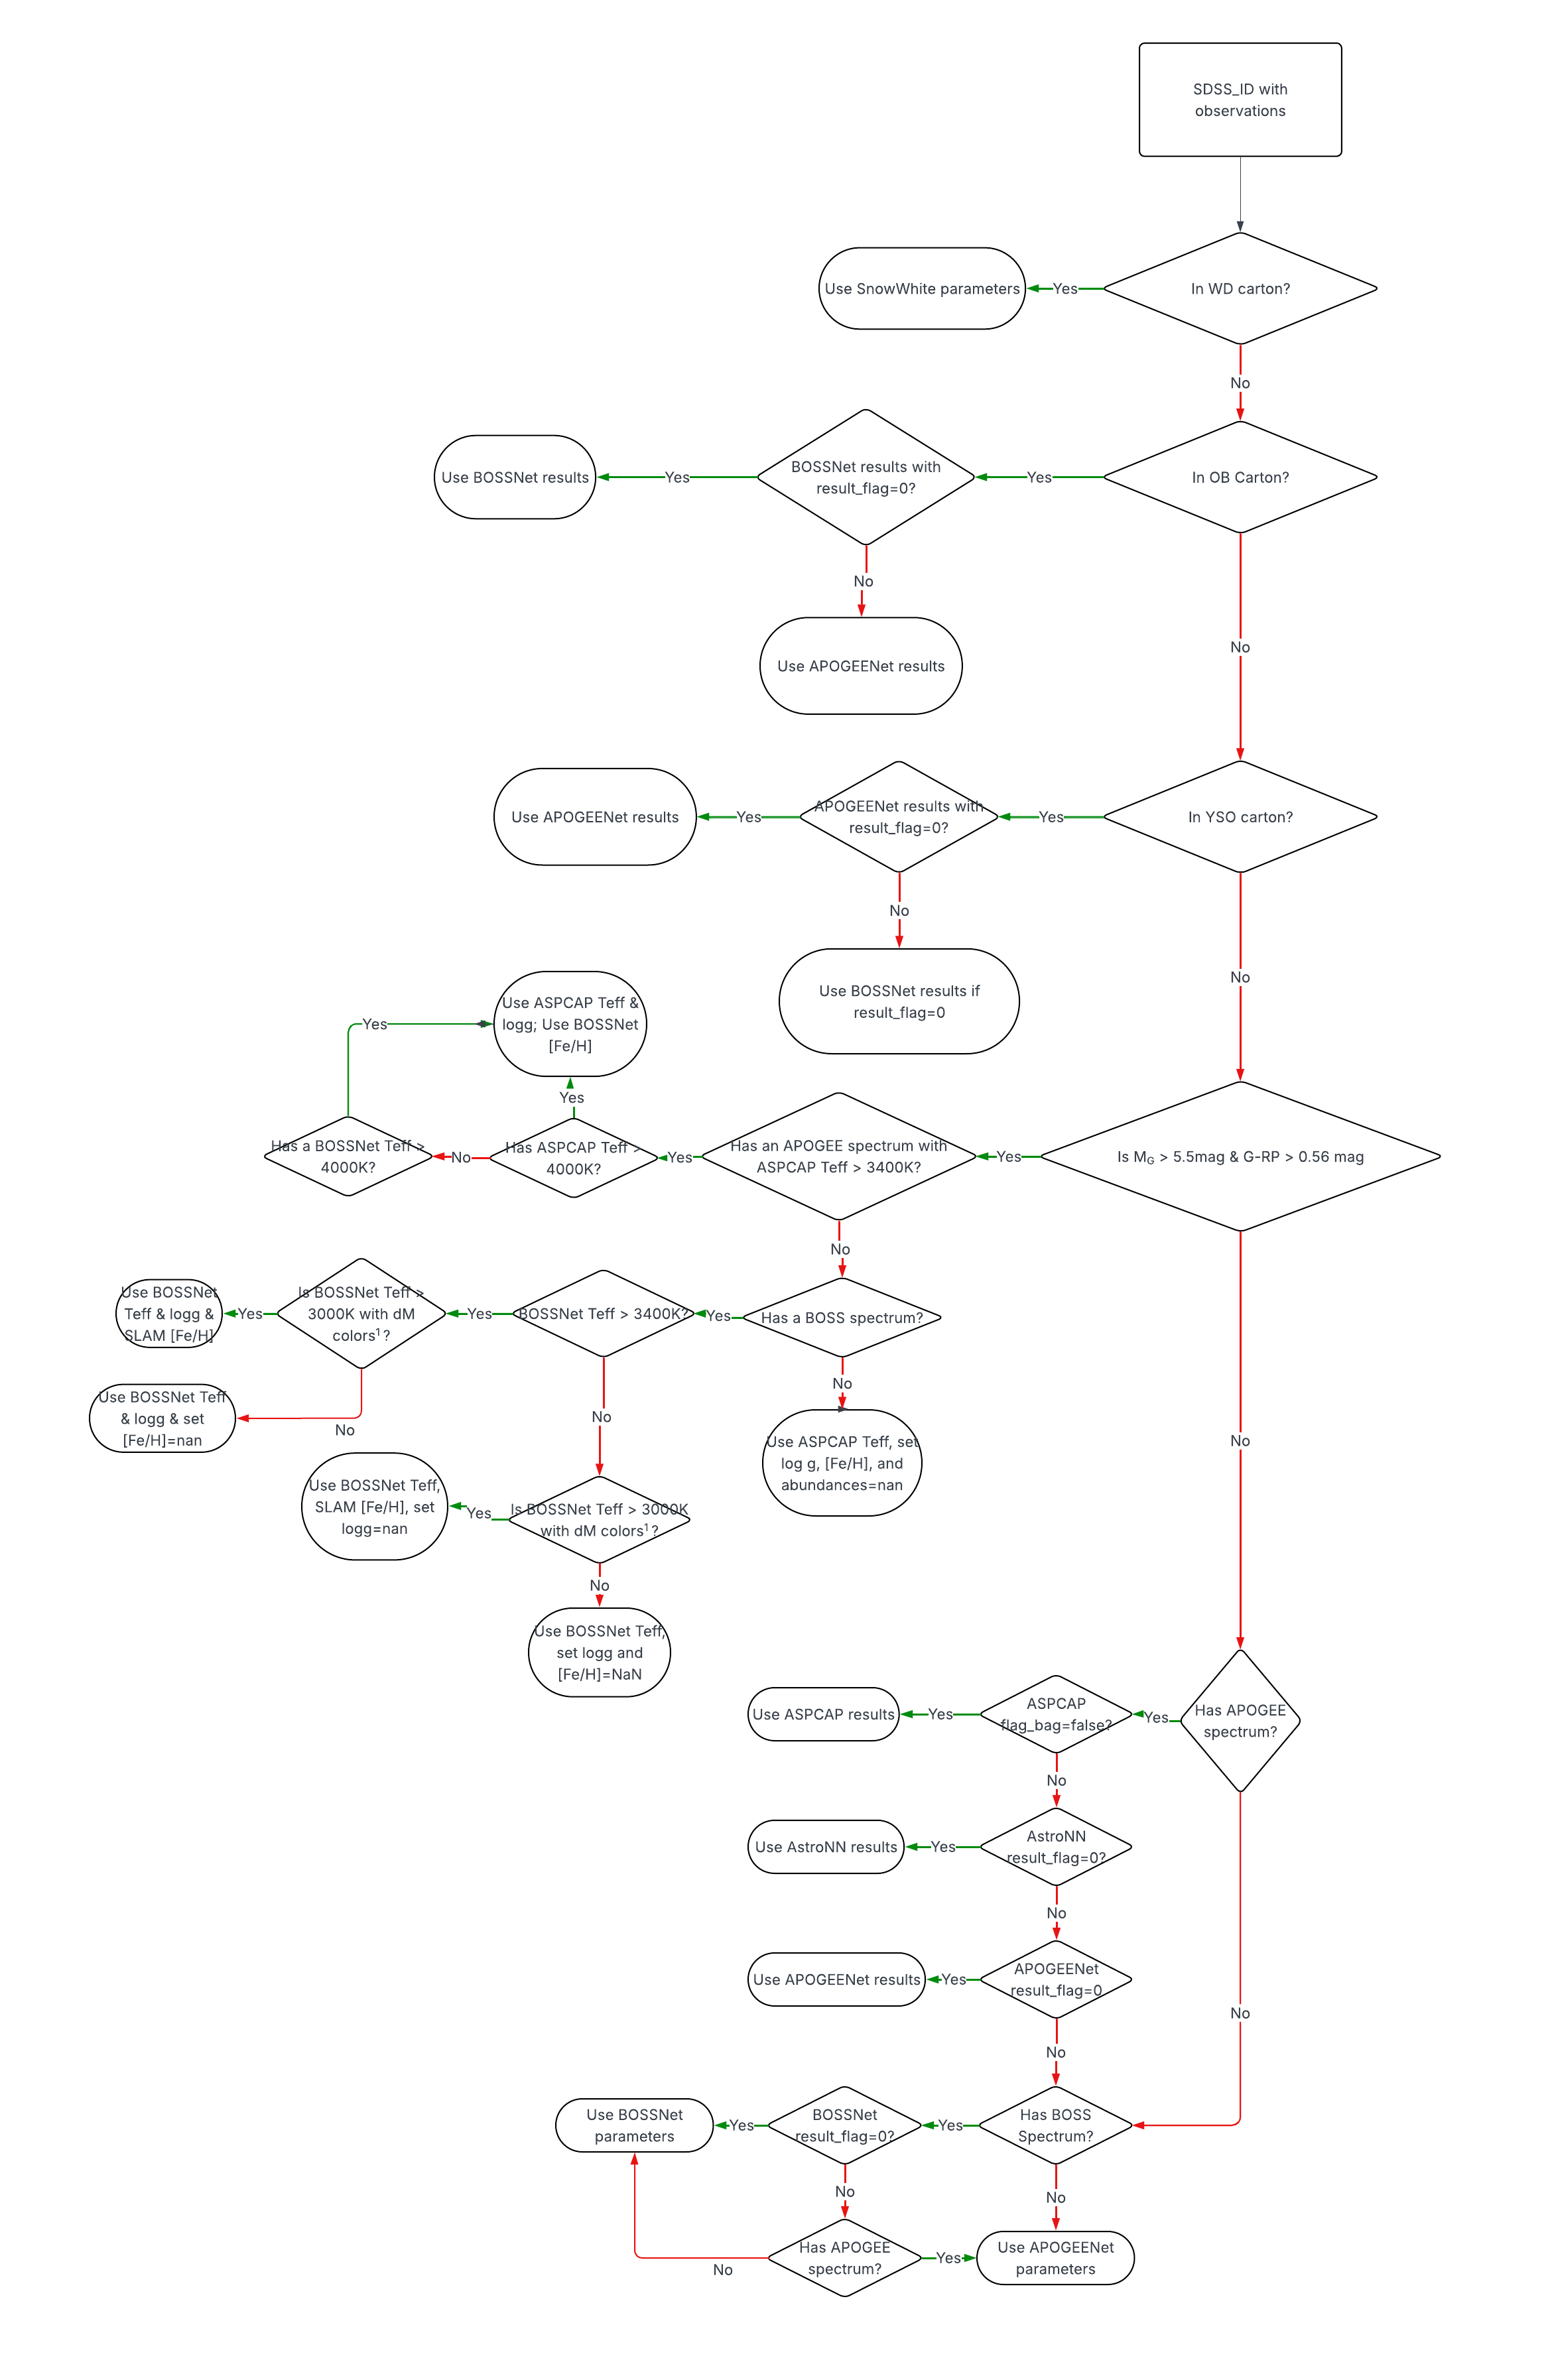 SDSS_ID with
observations
In WD carton?
Yes
Use SnowWhite parameters
No
In OB Carton?
Yes
BOSSNet results with
result_flag=0?
Yes
Use BOSSNet results
No
Use APOGEENet results
No
In YSO carton?
Yes
APOGEENet results with
result_flag=0?
Yes
Use APOGEENet results
No
Use BOSSNet results if
result_flag=0
No
Is MG > 5.5mag & G-RP > 0.56 mag
Yes
Has an APOGEE spectrum with
ASPCAP Teff > 3400K?
Yes
Has ASPCAP Teff >
4000K?
Yes
Use ASPCAP Teff &
logg; Use BOSSNet
[Fe/H]
No
Has a BOSSNet Teff >
4000K?
Yes
No
Has a BOSS spectrum?
Yes
BOSSNet Teff > 3400K?
Yes
Is BOSSNet Teff >
3000K with dM
colors1 ?
Yes
Use BOSSNet
Teff & logg &
SLAM [Fe/H]
No
Use BOSSNet Teff
& logg & set
[Fe/H]=nan
No
Is BOSSNet Teff > 3000K
with dM colors1 ?
Yes
Use BOSSNet Teff,
SLAM [Fe/H], set
logg=nan
No
Use BOSSNet Teff,
set logg and
[Fe/H]=NaN
No
Use ASPCAP Teff, set
log g, [Fe/H], and
abundances=nan
No
Has APOGEE
spectrum?
Yes
ASPCAP
flag_bag=false?
Yes
Use ASPCAP results
No
AstroNN
result_flag=0?
Yes
Use AstroNN results
No
APOGEENet
result_flag=0
Yes
Use APOGEENet results
No
No
Has BOSS
Spectrum?
Yes
BOSSNet
result_flag=0?
Yes
Use BOSSNet
parameters
No
Has APOGEE
spectrum?
No
Yes
No
Use APOGEENet
parameters